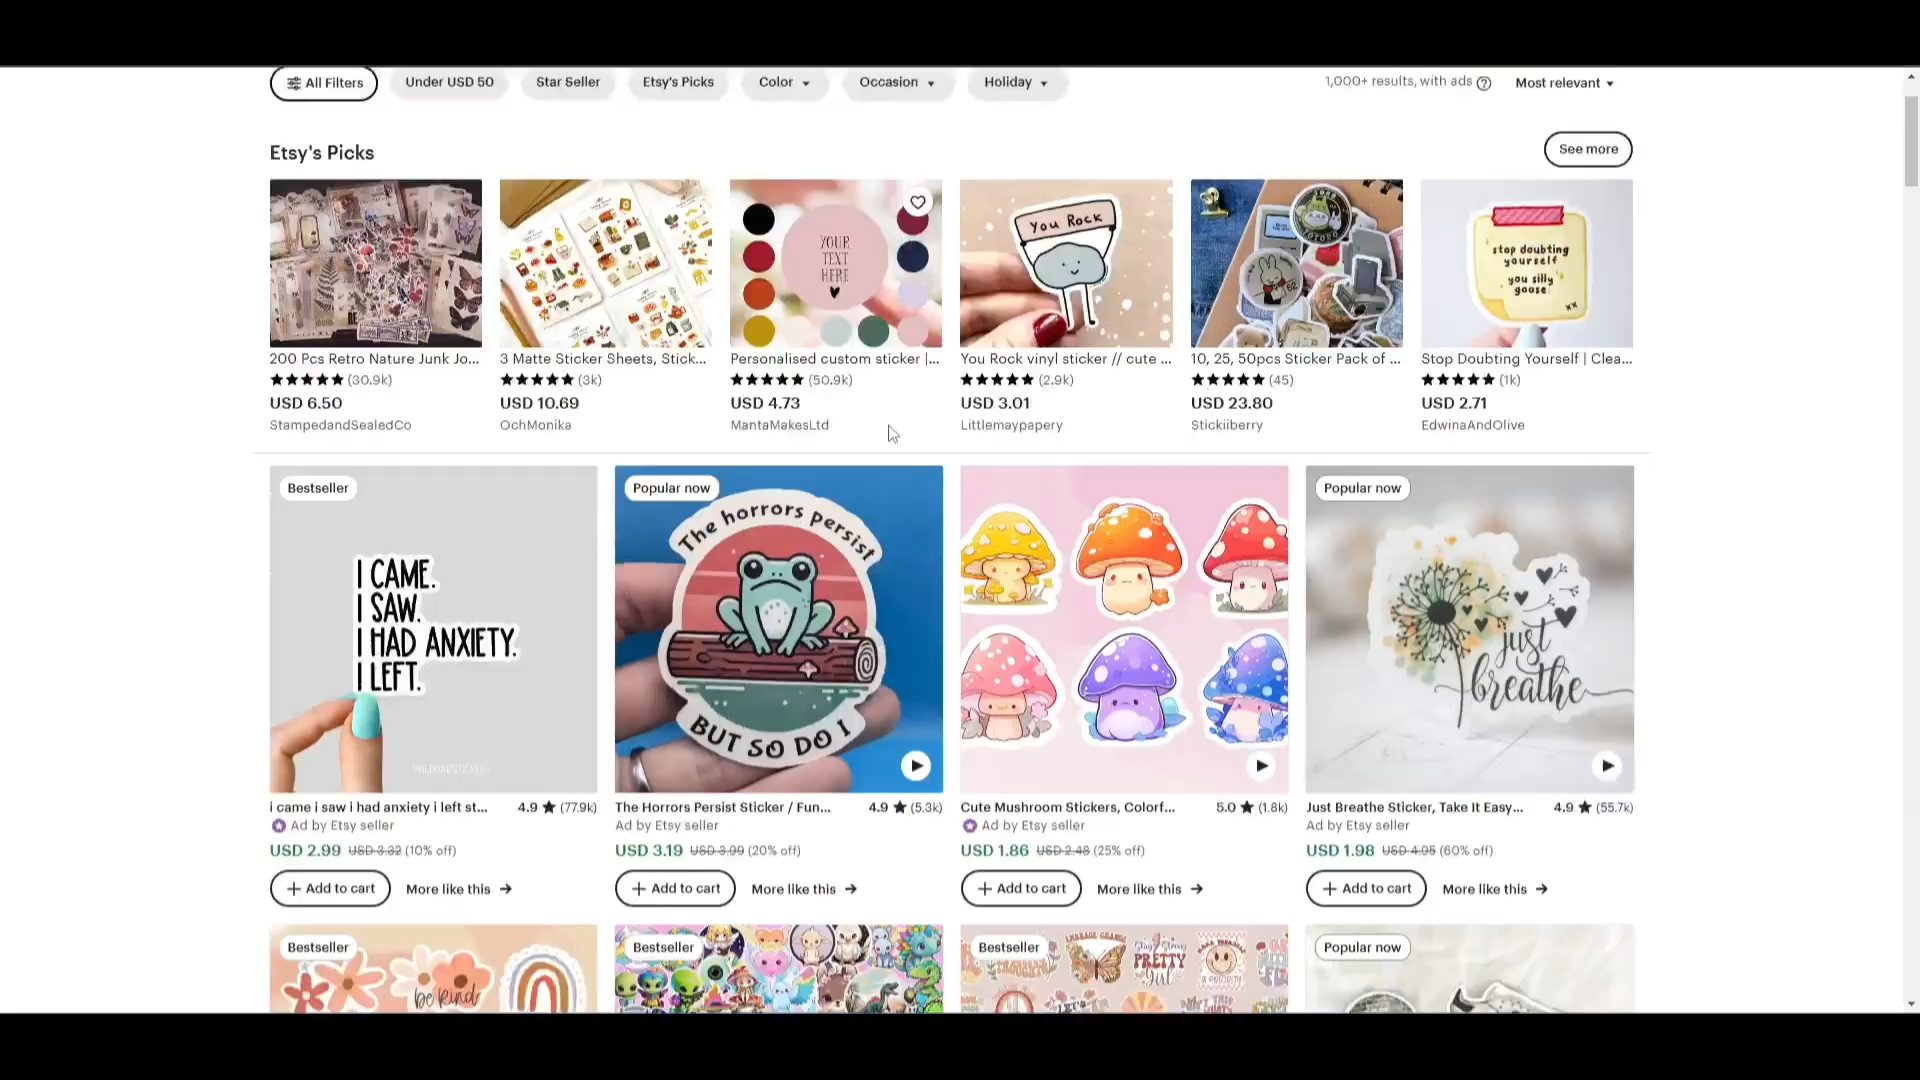 All Filters
Under USD 50
Star Seller
Etsy's Picks
Color
Occasion
Holiday
1,000+ results, with ads
Most relevant
Etsy's Picks
See more
YOUR
TEXT
HERE
You Rock
stop doubting
yourself
you silly
goose
xx
200 Pcs Retro Nature Junk Jo...
3 Matte Sticker Sheets, Stick...
Personalised custom sticker |...
You Rock vinyl sticker // cute ...
10, 25, 50pcs Sticker Pack of ...
Stop Doubting Yourself | Clea...
(30.9k)
(3k)
(50.9k)
(2.9k)
(45)
(1k)
USD 6.50
USD 10.69
USD 4.73
USD 3.01
USD 23.80
USD 2.71
StampedandSealedCo
OchMonika
MantaMakesLtd
Littlemaypapery
Stickiiberry
EdwinaAndOlive
Bestseller
I CAME.
I SAW.
I HAD ANXIETY.
I LEFT.
Popular now
The horrors persist
BUT SO DO I
Popular now
just
breathe
i came i saw i had anxiety i left st...
4.9 ★ (77.9k)
The Horrors Persist Sticker / Fun...
4.9 ★ (5.3k)
Cute Mushroom Stickers, Colorf...
5.0 ★ (1.8k)
Just Breathe Sticker, Take It Easy...
4.9 ★ (55.7k)
Ad by Etsy seller
Ad by Etsy seller
Ad by Etsy seller
Ad by Etsy seller
USD 2.99 USD 3.32 (10% off)
USD 3.19 USD 3.99 (20% off)
USD 1.86 USD 2.48 (25% off)
USD 1.98 USD 4.95 (60% off)
+ Add to cart
More like this →
+ Add to cart
More like this →
+ Add to cart
More like this →
+ Add to cart
More like this →
Bestseller
be kind
Bestseller
Bestseller
PRETTY
Girl
Popular now